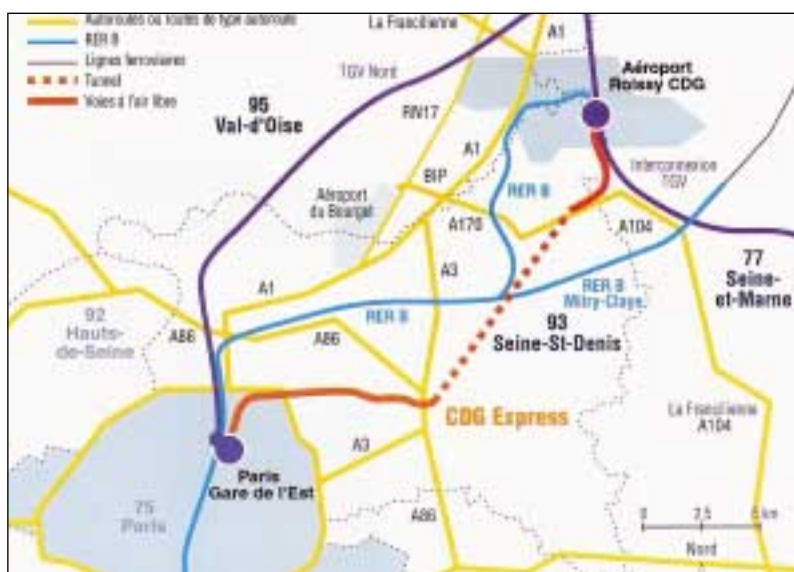 Autoroutes ou routes de type autoroute
RER B
Lignes ferroviaires
Tunnel
Voies à l'air libre
La Francilienne
A1
TGV Nord
Aéroport
Roissy CDG
95
Val-d'Oise
RN17
A1
BIP
RER B
Interconnexion
TGV
Aéroport
du Bourget
A170
A104
A3
77
Seine-
et-Marne
A1
RER B
Mitry-Claye
92
Hauts-
de-Seine
A86
RER B
A86
93
Seine-St-Denis
CDG Express
La Francilienne
A104
A3
Paris
Gare de l'Est
75
Paris
A86
0 2,5 5 km
Nord